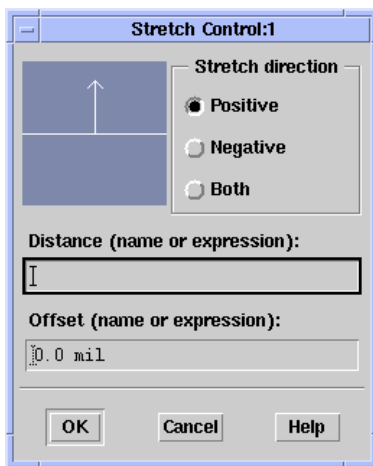 Stretch Control:1
Stretch direction
Positive
Negative
Both
Distance (name or expression):
Offset (name or expression):
0.0 mil
OK Cancel Help